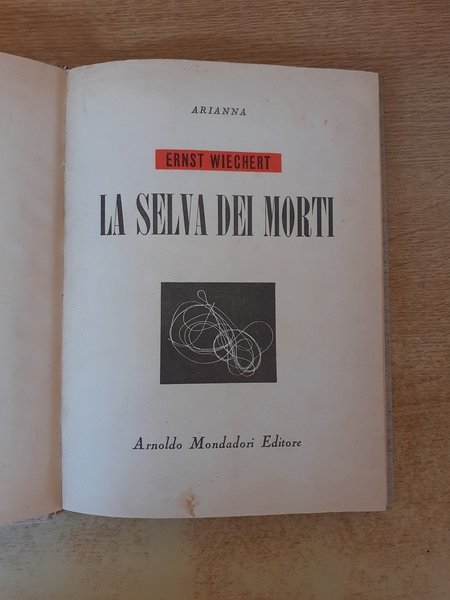 ARIANNA
ERNST WIECHERT
LA SELVA DEI MORTI
Arnoldo Mondadori Editore